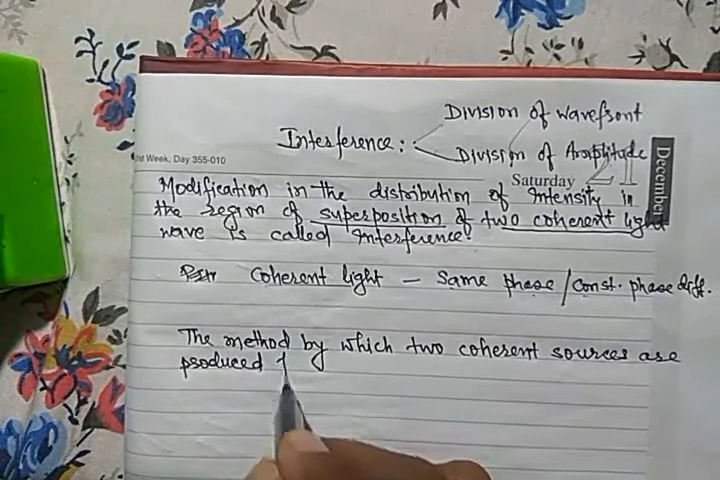 Division of Wavefront
Interference:
Division of Amplitude
1st Week, Day 355-010
Saturday 21
December
Modification in the distribution of Intensity in
the region of superposition of two coherent light
wave is called Interference.
Coherent light – Same phase/Const. phase diff.
The method by which two coherent sources are
produced